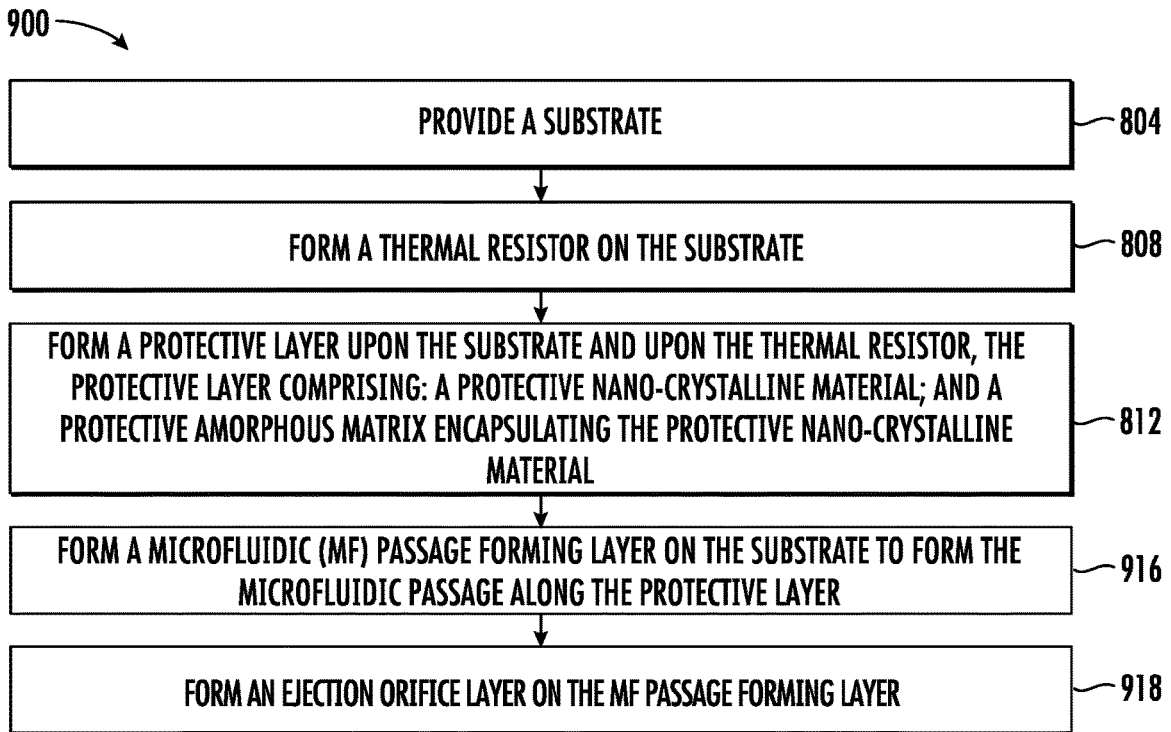 900
PROVIDE A SUBSTRATE
804
FORM A THERMAL RESISTOR ON THE SUBSTRATE
808
FORM A PROTECTIVE LAYER UPON THE SUBSTRATE AND UPON THE THERMAL RESISTOR, THE
PROTECTIVE LAYER COMPRISING: A PROTECTIVE NANO-CRYSTALLINE MATERIAL; AND A
PROTECTIVE AMORPHOUS MATRIX ENCAPSULATING THE PROTECTIVE NANO-CRYSTALLINE
MATERIAL
812
FORM A MICROFLUIDIC (MF) PASSAGE FORMING LAYER ON THE SUBSTRATE TO FORM THE
MICROFLUIDIC PASSAGE ALONG THE PROTECTIVE LAYER
916
FORM AN EJECTION ORIFICE LAYER ON THE MF PASSAGE FORMING LAYER
918